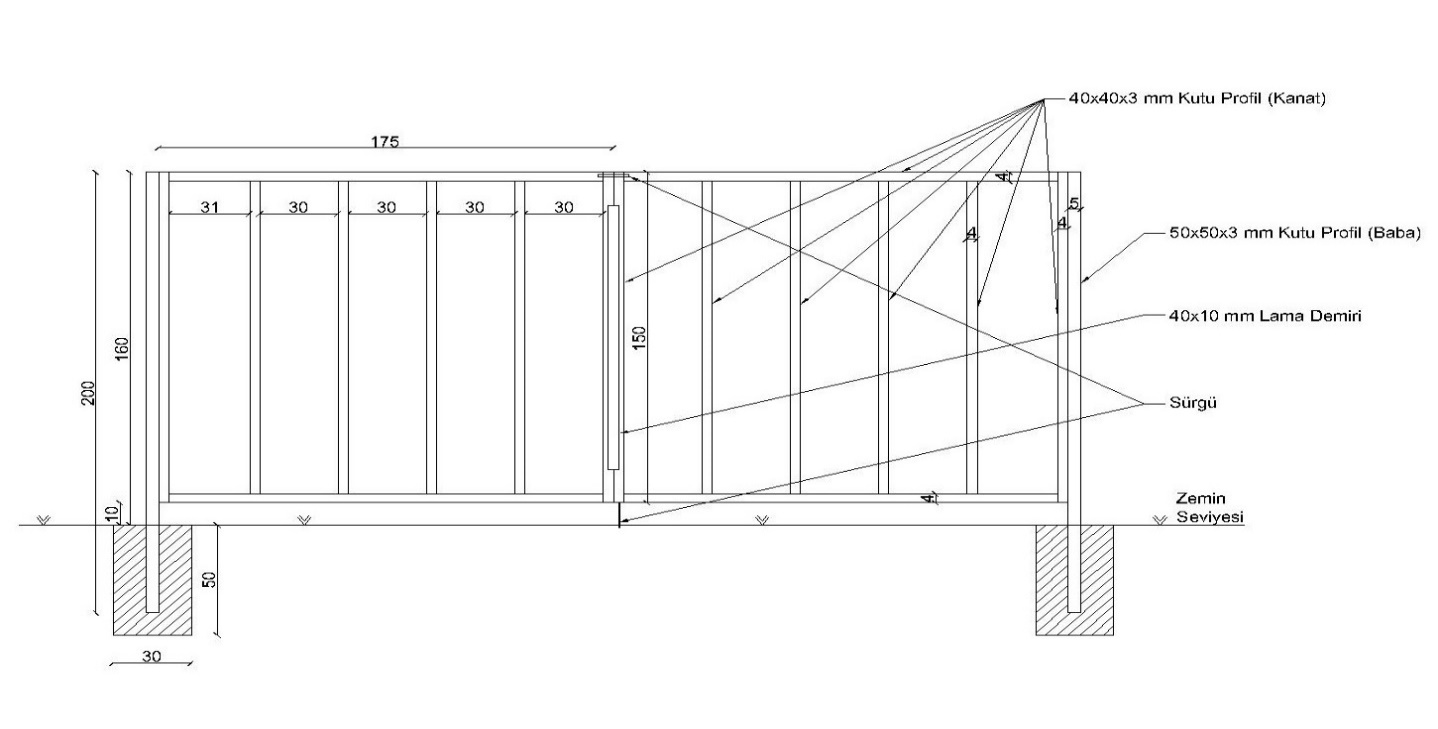 40x40x3 mm Kutu Profil (Kanat)
175
4
31
30
30
30
30
5
4
4
50x50x3 mm Kutu Profil (Baba)
40x10 mm Lama Demiri
150
160
200
Sürgü
4
Zemin
Seviyesi
10
50
30